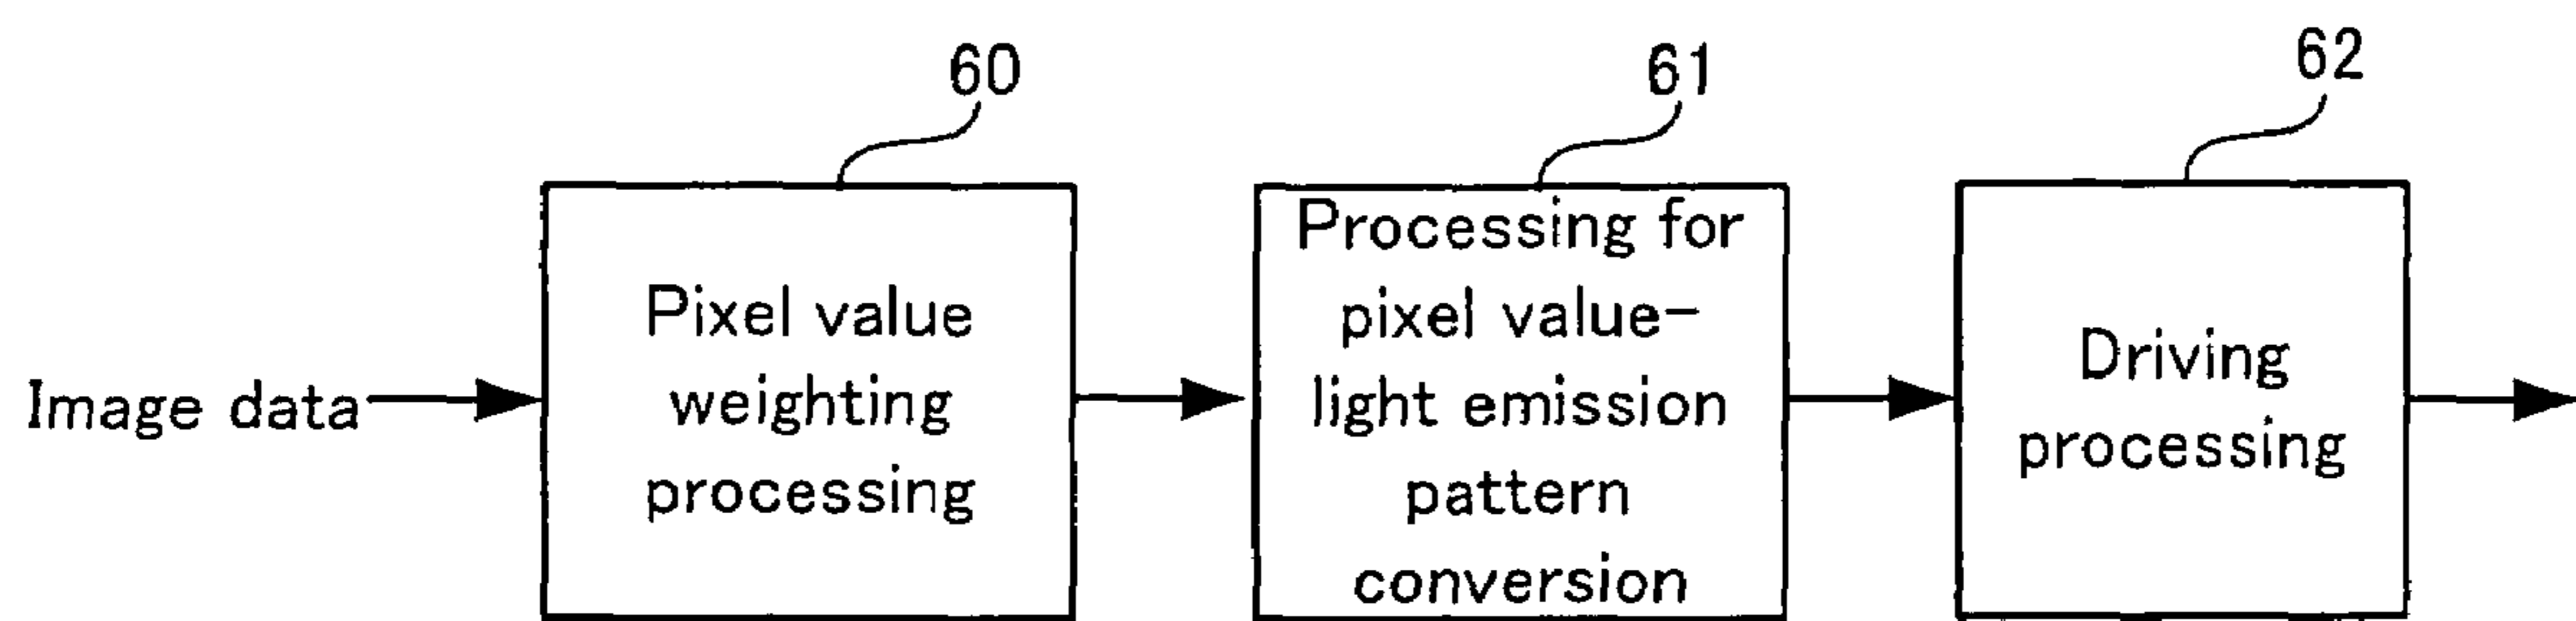 60
61
62
Image data
Pixel value
weighting
processing
Processing for
pixel value-
light emission
pattern
conversion
Driving
processing